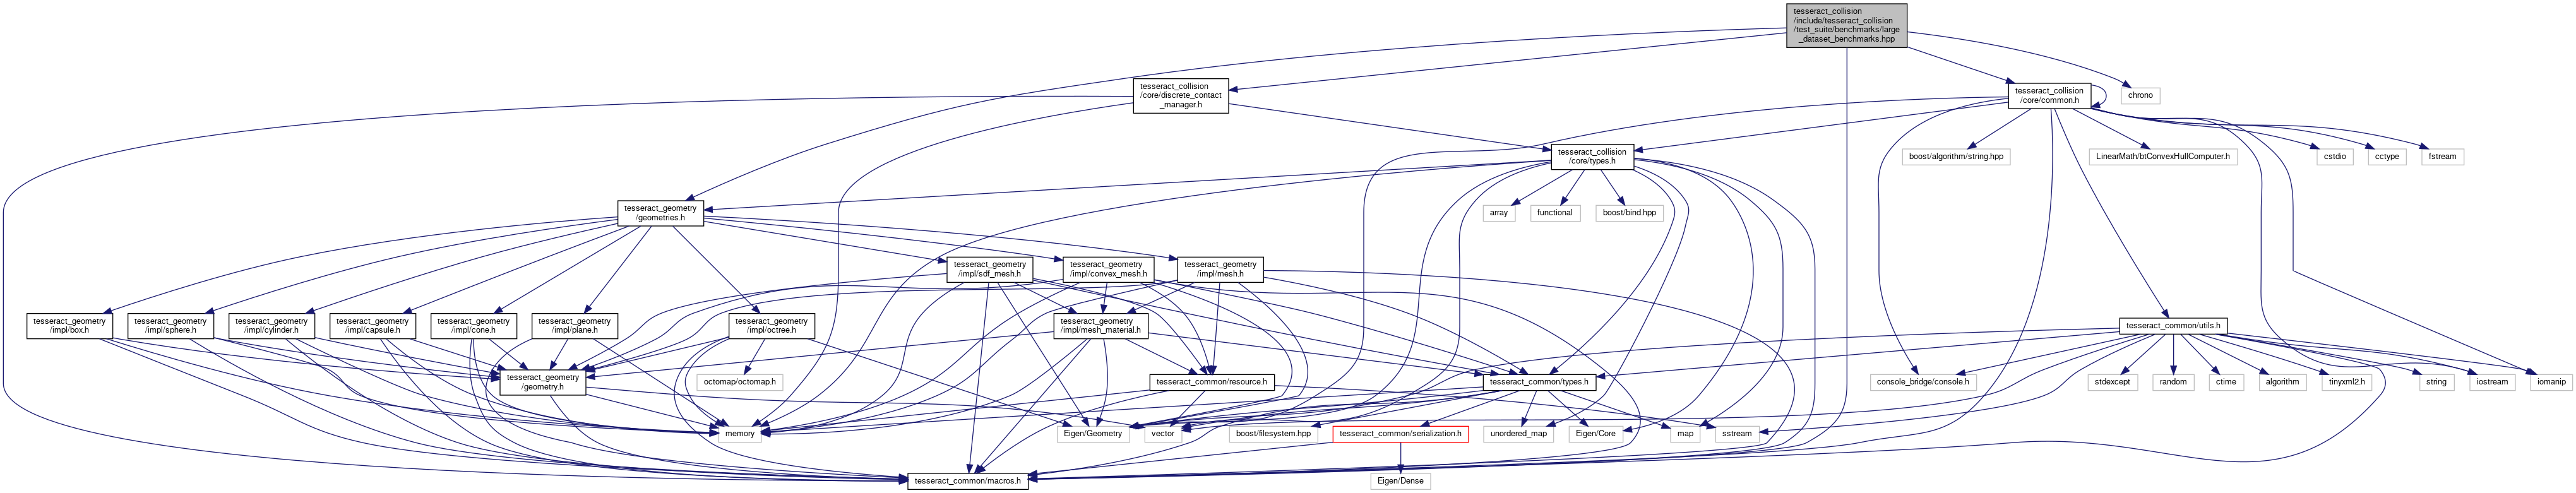 tesseract_collision
/include/tesseract_collision
/test_suite/benchmarks/large
_dataset_benchmarks.hpp
tesseract_collision
/core/discrete_contact
_manager.h
tesseract_collision
/core/common.h
chrono
tesseract_collision
/core/types.h
boost/algorithm/string.hpp
LinearMath/btConvexHullComputer.h
cstdio
cctype
fstream
tesseract_geometry
/geometries.h
array
functional
boost/bind.hpp
tesseract_geometry
/impl/sdf_mesh.h
tesseract_geometry
/impl/convex_mesh.h
tesseract_geometry
/impl/mesh.h
tesseract_geometry
/impl/box.h
tesseract_geometry
/impl/sphere.h
tesseract_geometry
/impl/cylinder.h
tesseract_geometry
/impl/capsule.h
tesseract_geometry
/impl/cone.h
tesseract_geometry
/impl/plane.h
tesseract_geometry
/impl/octree.h
tesseract_geometry
/impl/mesh_material.h
tesseract_common/utils.h
tesseract_geometry
/geometry.h
octomap/octomap.h
tesseract_common/resource.h
tesseract_common/types.h
console_bridge/console.h
stdexcept
random
ctime
algorithm
tinyxml2.h
string
iostream
iomanip
memory
Eigen/Geometry
vector
boost/filesystem.hpp
tesseract_common/serialization.h
unordered_map
Eigen/Core
map
sstream
tesseract_common/macros.h
Eigen/Dense